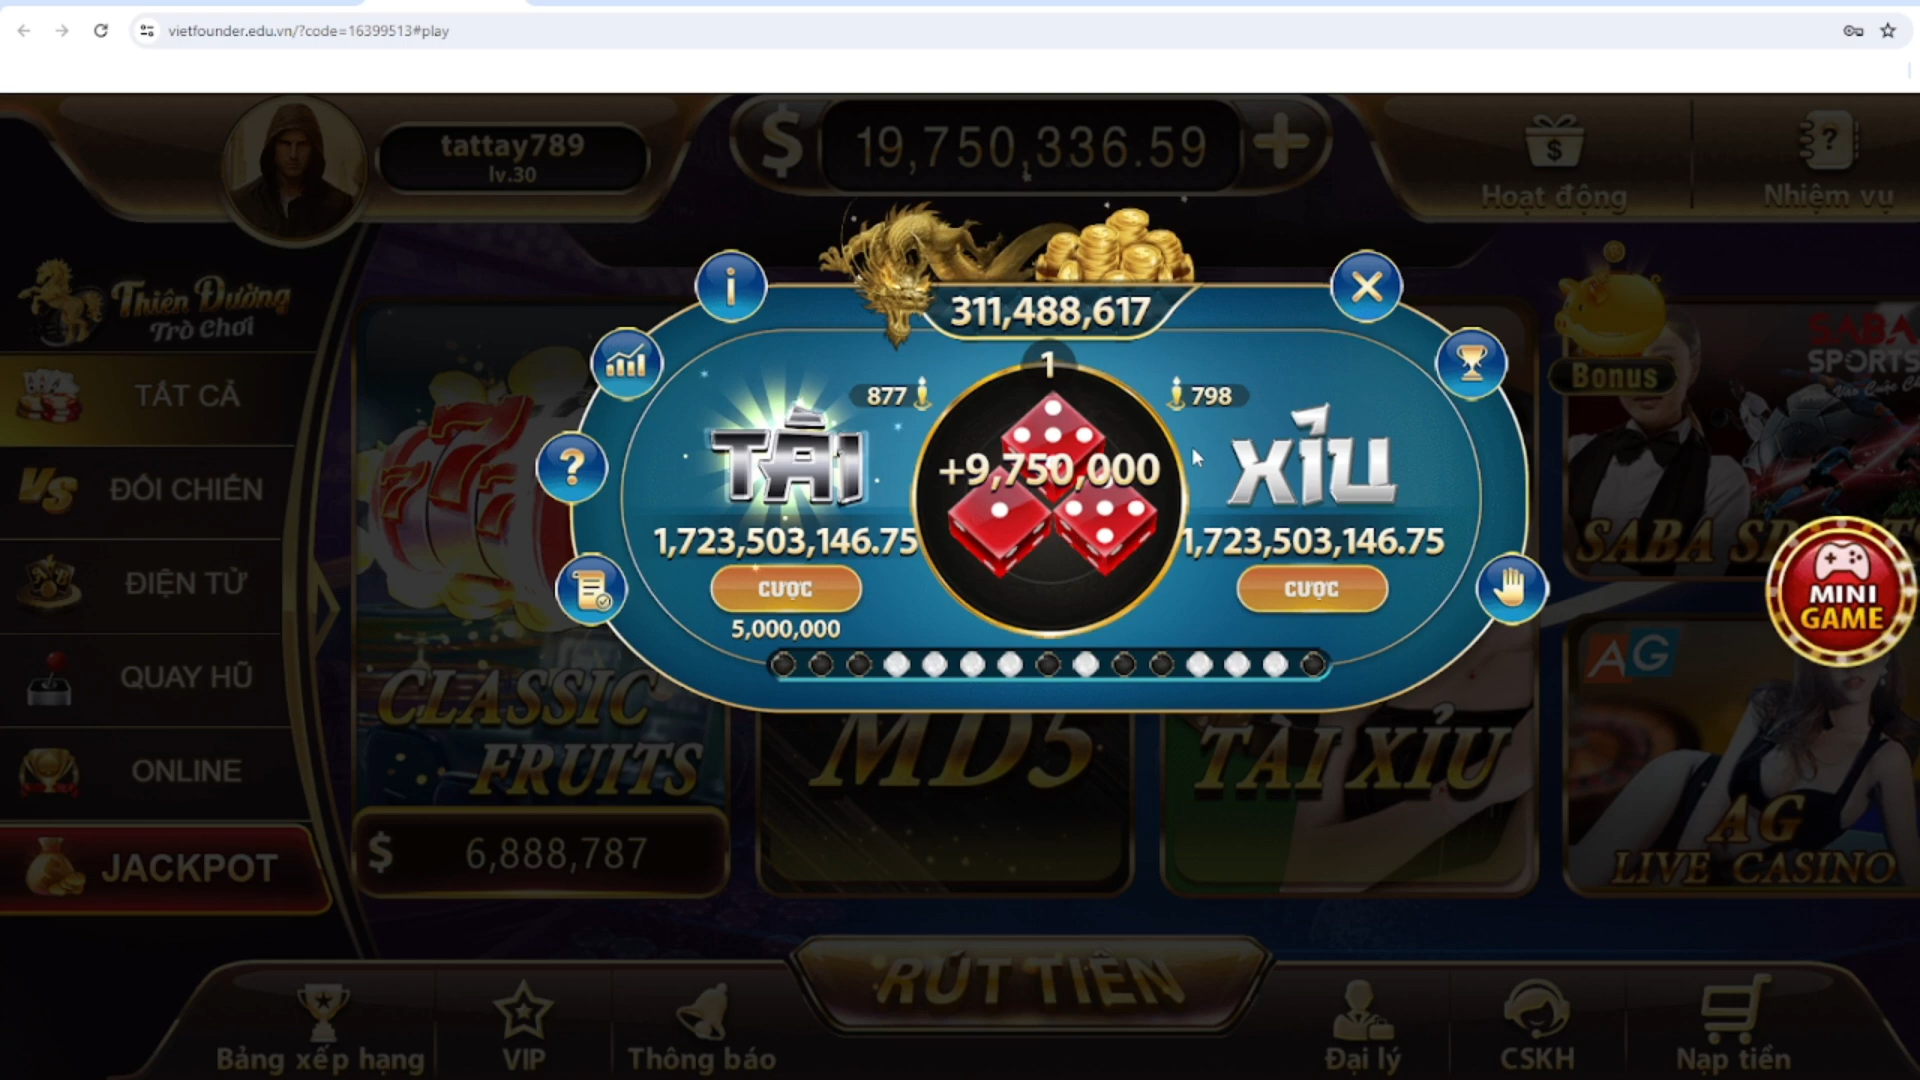 vietfounder.edu.vn/?code=16399513#play
tattay789
lv.30
$ 19,750,336.59
Hoạt động
Nhiệm vụ
Thiên Đường
Trò Chơi
TẤT CẢ
ĐỐI CHIẾN
ĐIỆN TỬ
QUAY HŨ
ONLINE
JACKPOT
311,488,617
1
877
798
TÀI
+9,750,000
XỈU
1,723,503,146.75
1,723,503,146.75
CƯỢC
CƯỢC
5,000,000
Bonus
SABA
SPORTS
MINI
GAME
CLASSIC
FRUITS
$ 6,888,787
MD5
TÀI XỈU
AG
AG
LIVE CASINO
RÚT TIỀN
Bảng xếp hạng
VIP
Thông báo
Đại lý
CSKH
Nạp tiền